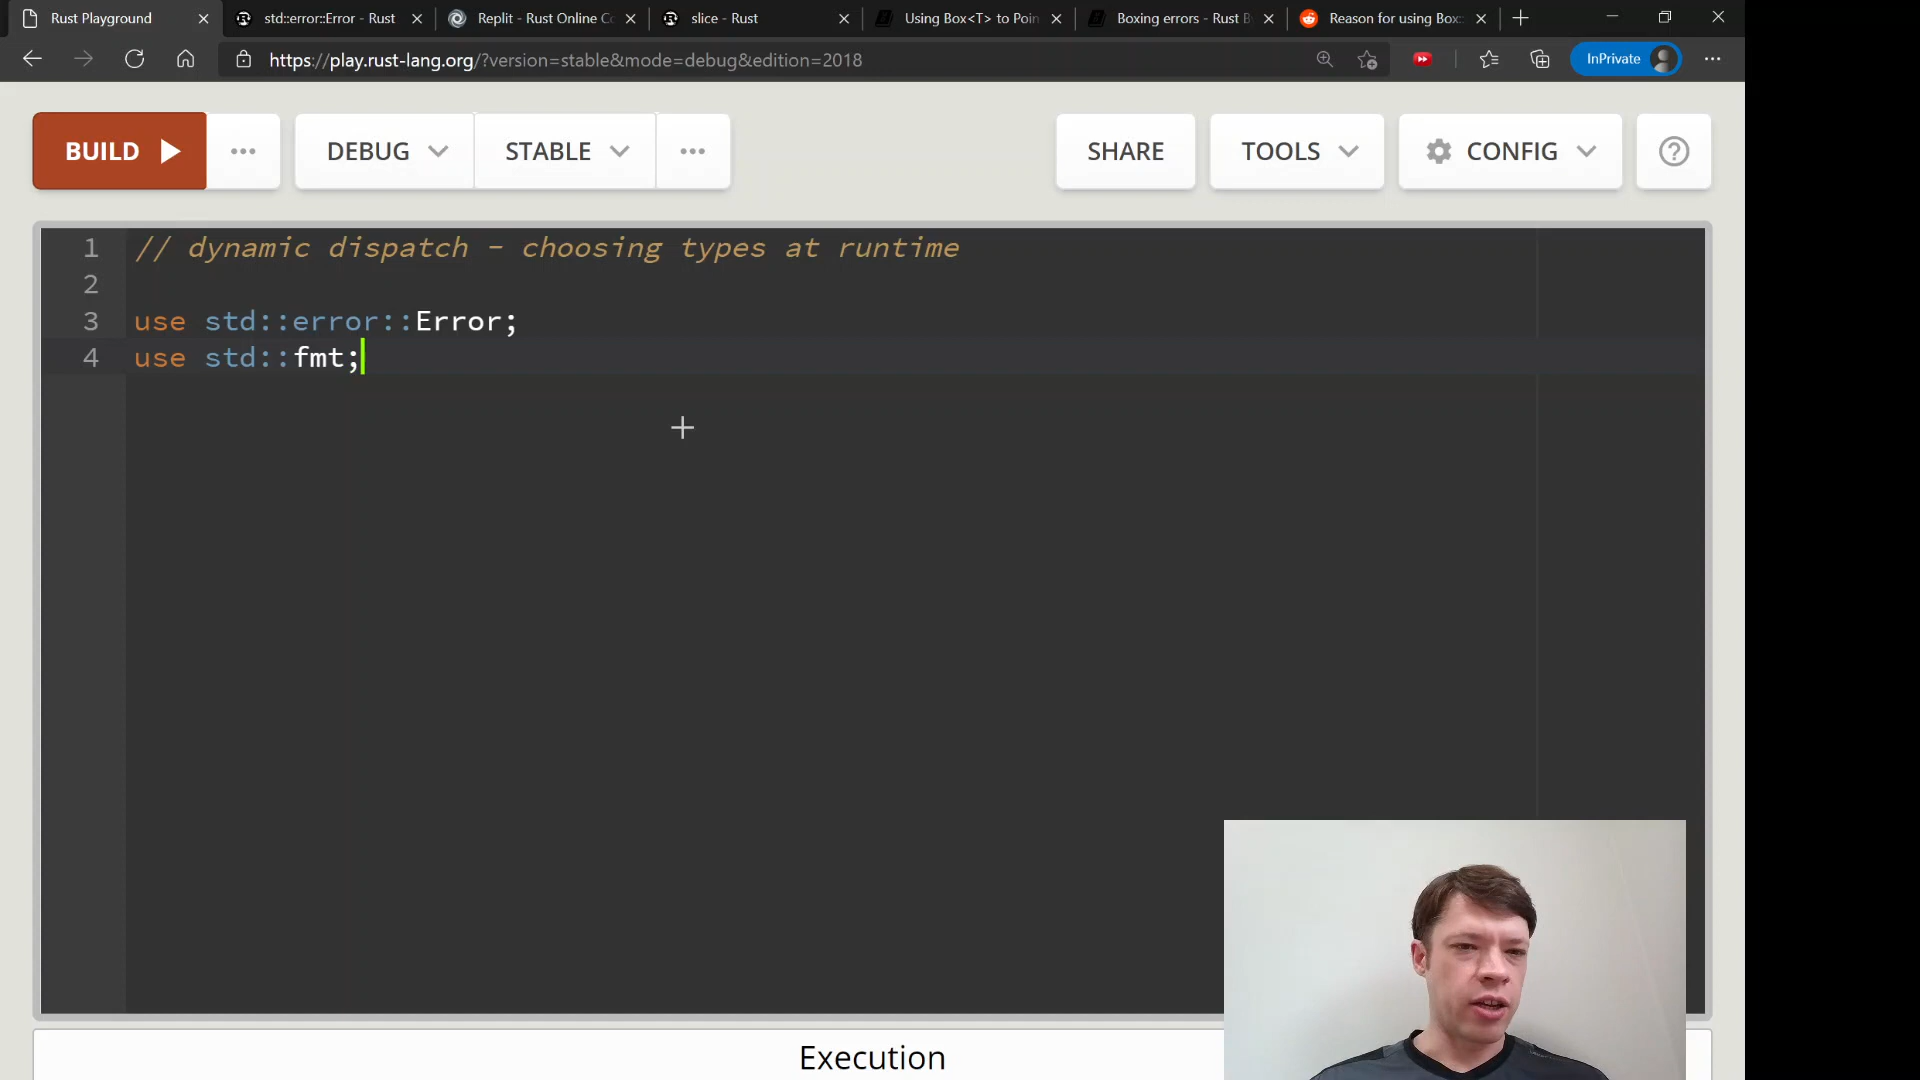 Rust Playground
std::error::Error - Rust
Replit - Rust Online Co
slice - Rust
Using Box<T> to Poin
Boxing errors - Rust B
Reason for using Box:
https://play.rust-lang.org/?version=stable&mode=debug&edition=2018
InPrivate
BUILD
DEBUG
STABLE
SHARE
TOOLS
CONFIG
1 // dynamic dispatch - choosing types at runtime
2
3 use std::error::Error;
4 use std::fmt;
Execution